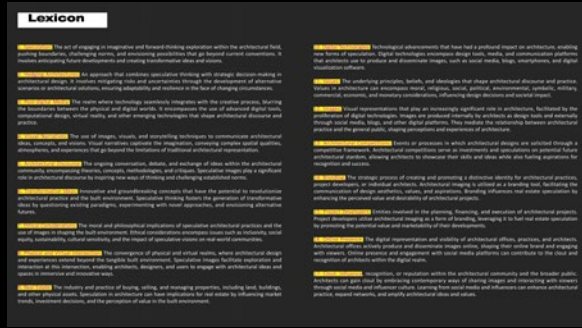 Lexicon
1. Speculation: The act of engaging in imaginative and forward-thinking exploration within the architectural field,
pushing boundaries, challenging norms, and envisioning possibilities that go beyond current conventions. It
involves anticipating future developments and creating transformative ideas and visions.
An approach that combines speculative thinking with strategic decision-making in
architectural design. It involves mitigating risks and uncertainties through the development of alternative
scenarios or architectural solutions, ensuring adaptability and resilience in the face of changing circumstances.
The realm where technology seamlessly integrates with the creative process, blurring
the boundaries between the physical and digital worlds. It encompasses the use of advanced digital tools,
computational design, virtual reality, and other emerging technologies that shape architectural discourse and
practice.
The use of images, visuals, and storytelling techniques to communicate architectural
ideas, concepts, and visions. Visual narratives captivate the imagination, conveying complex spatial qualities,
atmospheres, and experiences that go beyond the limitations of traditional architectural representation.
5. Architectural Discourse: The ongoing conversation, debate, and exchange of ideas within the architectural
community, encompassing theories, concepts, methodologies, and critiques. Speculative images play a significant
role in architectural discourse by inspiring new ways of thinking and challenging established norms.
Innovative and groundbreaking concepts that have the potential to revolutionize
architectural practice and the built environment. Speculative thinking fosters the generation of transformative
ideas by questioning existing paradigms, experimenting with novel approaches, and envisioning alternative
futures.
7. Ethical Considerations: The moral and philosophical implications of speculative architectural practices and the
use of images in shaping the built environment. Ethical considerations encompass issues such as inclusivity, social
equity, sustainability, cultural sensitivity, and the impact of speculative visions on real-world communities.
The convergence of physical and virtual realms, where architectural design
and experiences extend beyond the tangible built environment. Speculative images facilitate exploration and
interaction at this intersection, enabling architects, designers, and users to engage with architectural ideas and
spaces in immersive and innovative ways.
9. Real Estate: The industry and practice of buying, selling, and managing properties, including land, buildings,
and other physical assets. Speculation in architecture can have implications for real estate by influencing market
trends, investment decisions, and the perception of value in the built environment.
10. Digital Technologies: Technological advancements that have had a profound impact on architecture, enabling
new forms of speculation. Digital technologies encompass design tools, media, and communication platforms
that architects use to produce and disseminate images, such as social media, blogs, smartphones, and digital
visualization software.
11. Values: The underlying principles, beliefs, and ideologies that shape architectural discourse and practice.
Values in architecture can encompass moral, religious, social, political, environmental, symbolic, military,
commercial, economic, and monetary considerations, influencing design decisions and societal impact.
12. Images: Visual representations that play an increasingly significant role in architecture, facilitated by the
proliferation of digital technologies. Images are produced internally by architects as design tools and externally
through social media, blogs, and other digital platforms. They mediate the relationship between architectural
practice and the general public, shaping perceptions and experiences of architecture.
13. Architectural Competitions: Events or processes in which architectural designs are solicited through a
competitive framework. Architectural competitions serve as investments and speculations on potential future
architectural stardom, allowing architects to showcase their skills and ideas while also fueling aspirations for
recognition and success.
14. Branding: The strategic process of creating and promoting a distinctive identity for architectural practices,
project developers, or individual architects. Architectural imaging is utilized as a branding tool, facilitating the
communication of design aesthetics, values, and aspirations. Branding influences real estate speculation by
enhancing the perceived value and desirability of architectural projects.
15. Project Developers: Entities involved in the planning, financing, and execution of architectural projects.
Project developers utilize architectural imaging as a form of branding, leveraging it to fuel real estate speculation
by promoting the potential value and marketability of their developments.
16. Online Presence: The digital representation and visibility of architectural offices, practices, and architects.
Architectural offices actively produce and disseminate images online, shaping their online brand and engaging
with viewers. Online presence and engagement with social media platforms can contribute to the clout and
recognition of architects within the digital realm.
recognition, or reputation within the architectural community and the broader public.
Architects can gain clout by embracing contemporary ways of sharing images and interacting with viewers
through social media and influencer culture. Learning from social media and influencers can enhance architectural
practice, expand networks, and amplify architectural ideas and values.